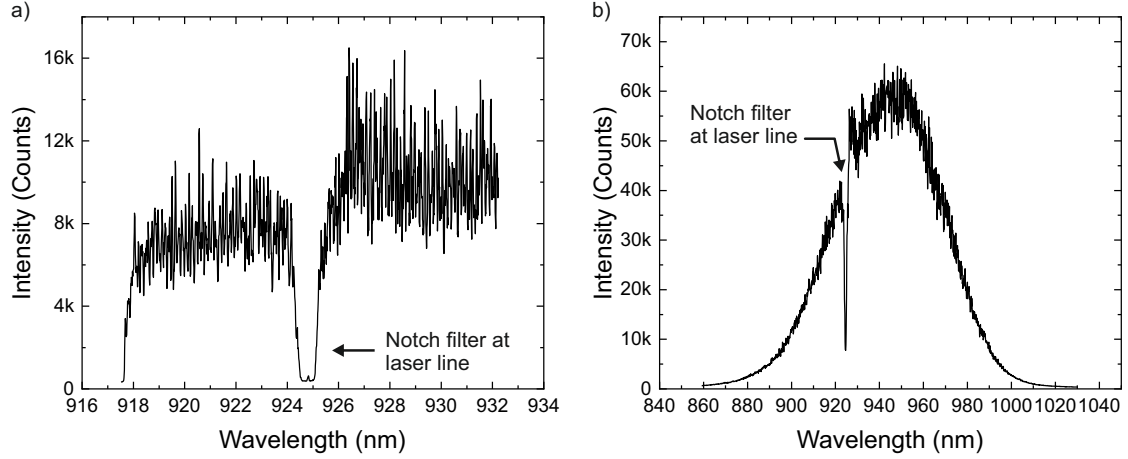 a)
16k
12k
8k
4k
0
Intensity (Counts)
Notch filter at
laser line
916 918 920 922 924 926 928 930 932 934
Wavelength (nm)
b)
70k
60k
50k
40k
30k
20k
10k
0
Intensity (Counts)
Notch filter
at laser line
840 860 880 900 920 940 960 980 1000 1020 1040
Wavelength (nm)